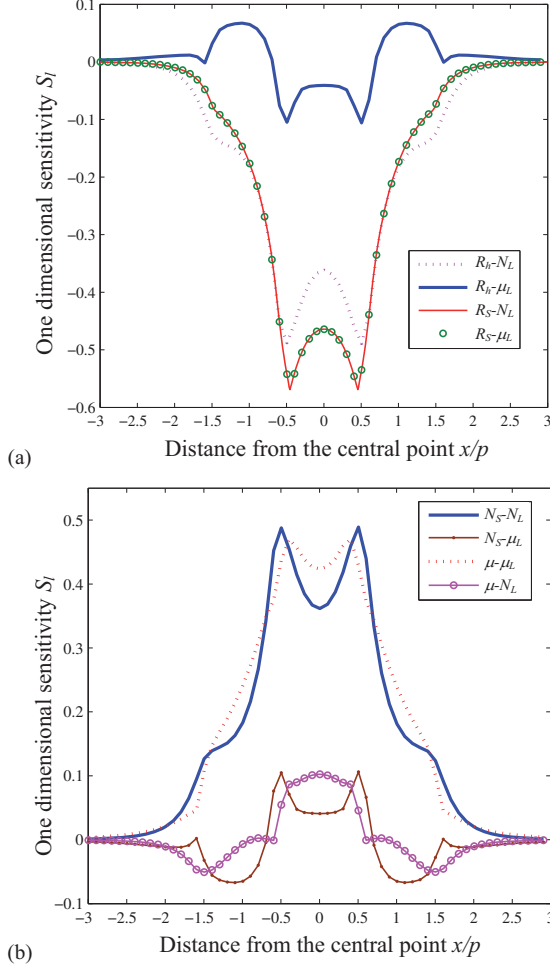 0.1
0
−0.1
−0.2
−0.3
−0.4
−0.5
−0.6
One dimensional sensitivity S_l
R_h-N_L
R_h-μ_L
R_S-N_L
R_S-μ_L
−3 −2.5 −2 −1.5 −1 −0.5 0 0.5 1 1.5 2 2.5 3
Distance from the central point x/p
(a)
0.5
0.4
0.3
0.2
0.1
0
−0.1
One dimensional sensitivity S_l
N_S-N_L
N_S-μ_L
μ-μ_L
μ-N_L
−3 −2.5 −2 −1.5 −1 −0.5 0 0.5 1 1.5 2 2.5 3
Distance from the central point x/p
(b)